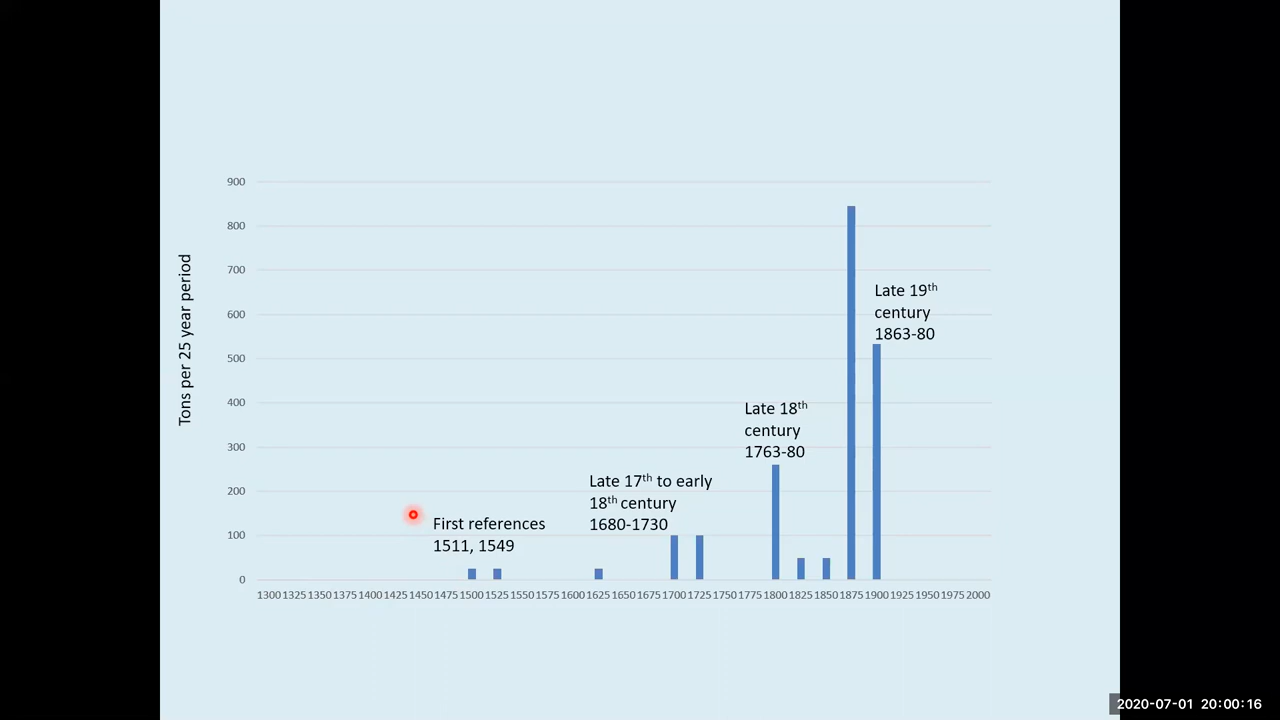 900
800
700
600
500
400
300
200
100
0
Tons per 25 year period
First references
1511, 1549
Late 17th to early
18th century
1680-1730
Late 18th
century
1763-80
Late 19th
century
1863-80
1300 1325 1350 1375 1400 1425 1450 1475 1500 1525 1550 1575 1600 1625 1650 1675 1700 1725 1750 1775 1800 1825 1850 1875 1900 1925 1950 1975 2000
2020-07-01 20:00:16